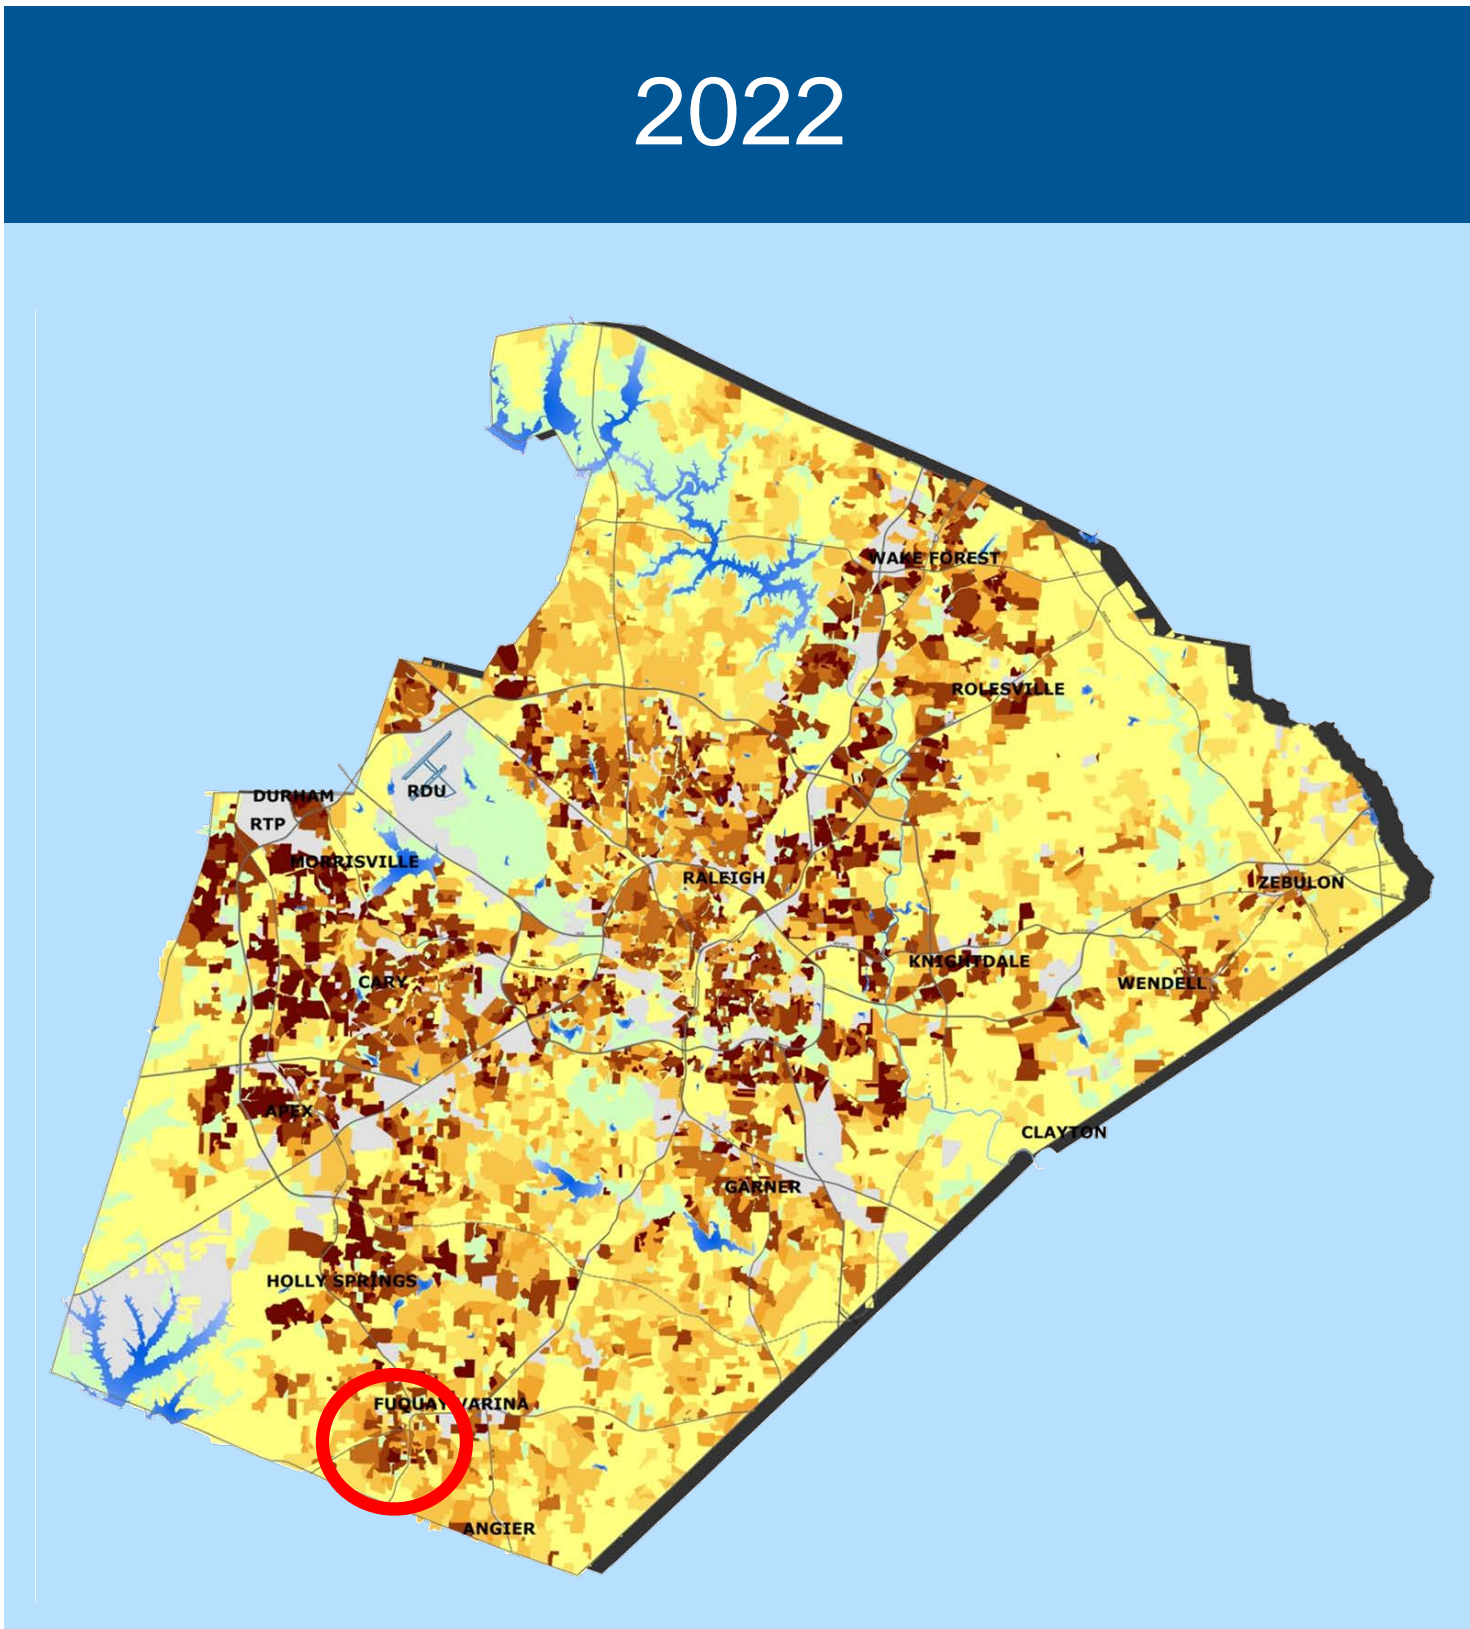 2022
WAKE FOREST
ROLESVILLE
DURHAM
RDU
RTP
MORRISVILLE
RALEIGH
ZEBULON
KNIGHTDALE
CARY
WENDELL
APEX
CLAYTON
GARNER
HOLLY SPRINGS
FUQUAY VARINA
ANGIER